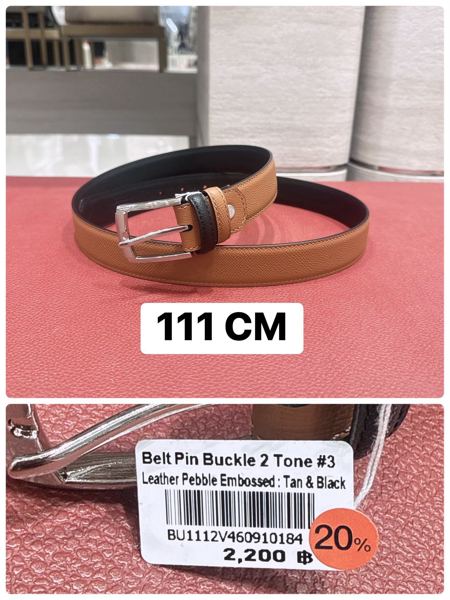 111 CM
Belt Pin Buckle 2 Tone #3
Leather Pebble Embossed : Tan & Black
BU1112V460910184
2,200 ฿
20%